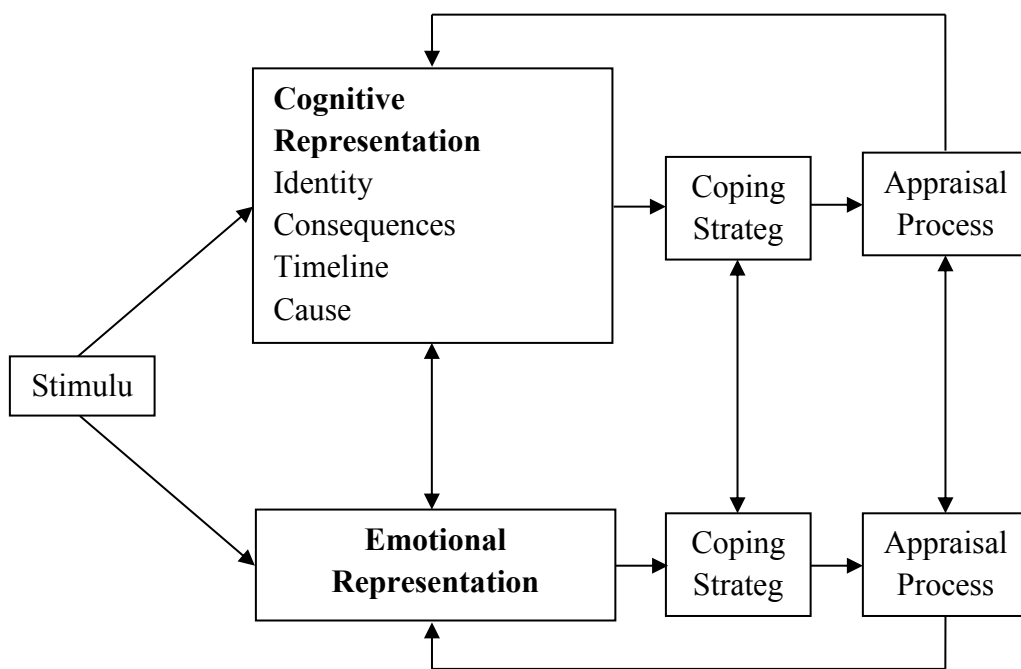 Cognitive
Representation
Identity
Consequences
Timeline
Cause
Coping
Strateg
Appraisal
Process
Stimulu
Emotional
Representation
Coping
Strateg
Appraisal
Process